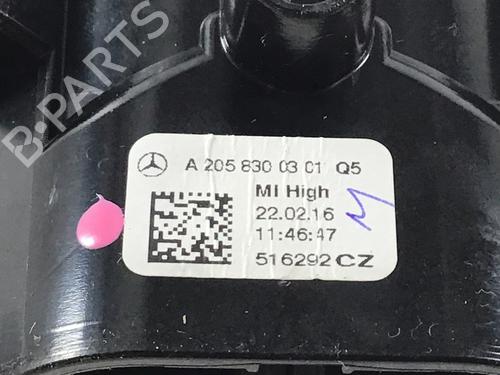 B-PARTS
A 205 830 03 01 Q5
MI High
22.02.16
11:46:47
516292 CZ
M